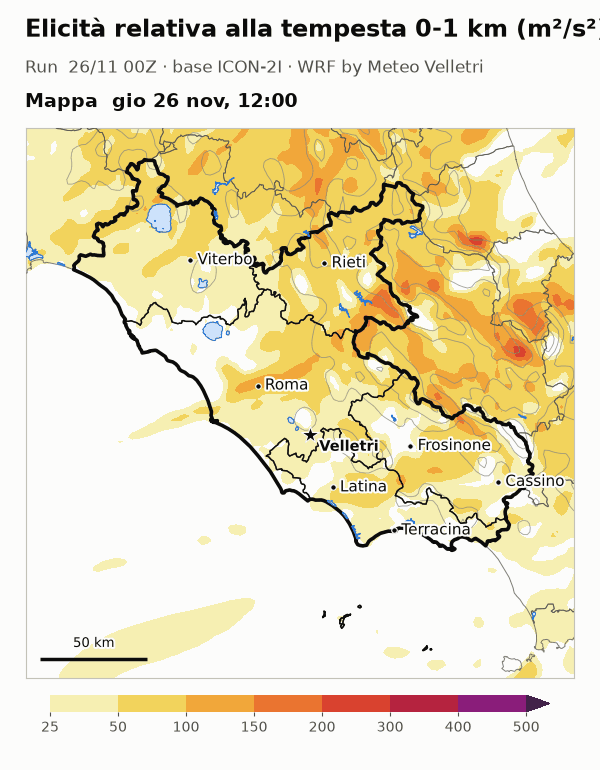 Elicità relativa alla tempesta 0-1 km (m²/s²)
Run 26/11 00Z · base ICON-2I · WRF by Meteo Velletri
Mappa gio 26 nov, 12:00
Viterbo
Rieti
Roma
Velletri
Frosinone
Latina
Cassino
Terracina
50 km
25 50 100 150 200 300 400 500